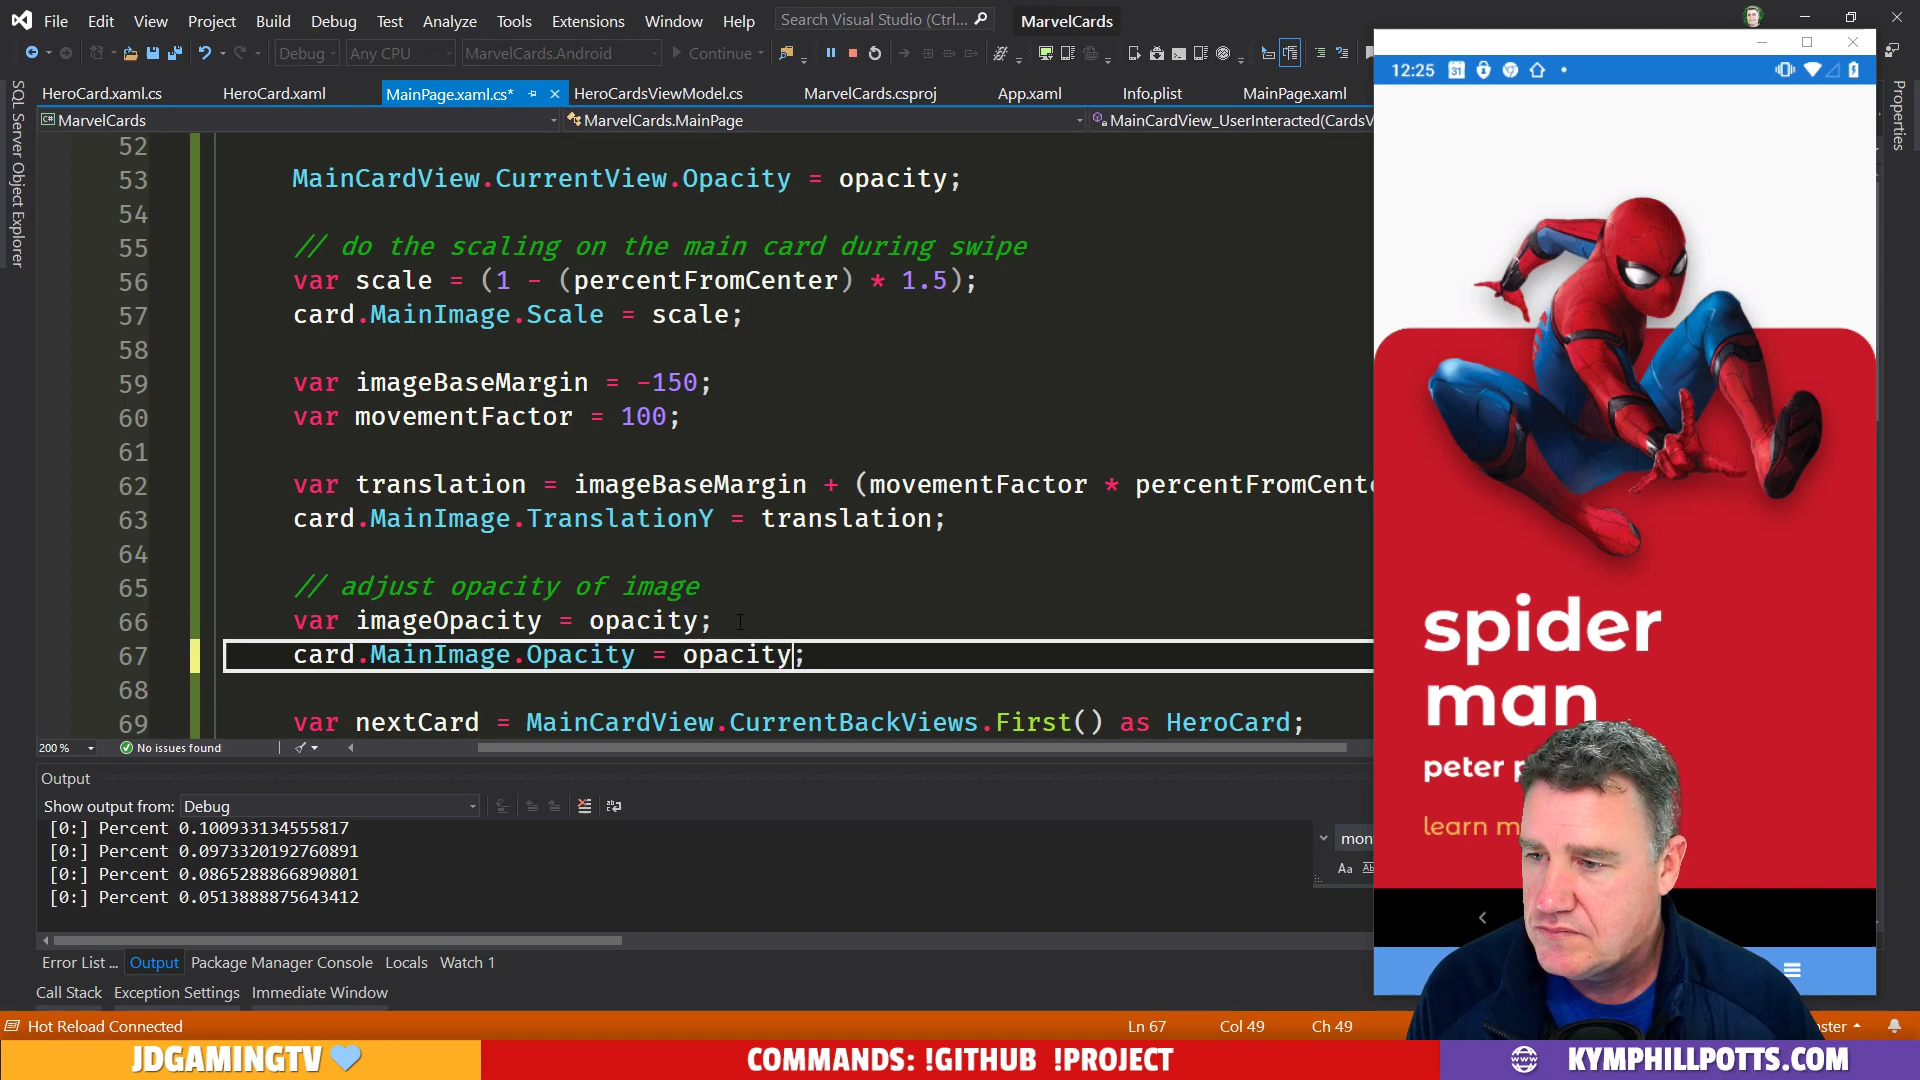 File Edit View Project Build Debug Test Analyze Tools Extensions Window Help Search Visual Studio (Ctrl... MarvelCards
Debug Any CPU MarvelCards.Android Continue
HeroCard.xaml.cs HeroCard.xaml MainPage.xaml.cs* HeroCardsViewModel.cs MarvelCards.csproj App.xaml Info.plist MainPage.xaml
MarvelCards MarvelCards.MainPage MainCardView_UserInteracted(CardsV
SQL Server Object Explorer
Properties
52
53 MainCardView.CurrentView.Opacity = opacity;
54
55 // do the scaling on the main card during swipe
56 var scale = (1 - (percentFromCenter) * 1.5);
57 card.MainImage.Scale = scale;
58
59 var imageBaseMargin = -150;
60 var movementFactor = 100;
61
62 var translation = imageBaseMargin + (movementFactor * percentFromCente
63 card.MainImage.TranslationY = translation;
64
65 // adjust opacity of image
66 var imageOpacity = opacity;
67 card.MainImage.Opacity = opacity;
68
69 var nextCard = MainCardView.CurrentBackViews.First() as HeroCard;
200 % No issues found
Output
Show output from: Debug
[0:] Percent 0.100933134555817
[0:] Percent 0.0973320192760891
[0:] Percent 0.0865288866890801
[0:] Percent 0.0513888875643412
mon
Aa Ab
Error List ... Output Package Manager Console Locals Watch 1
Call Stack Exception Settings Immediate Window
Hot Reload Connected Ln 67 Col 49 Ch 49 ster
12:25 31
spider
man
peter p
learn m
JDGAMINGTV COMMANDS: !GITHUB !PROJECT KYMPHILLPOTTS.COM